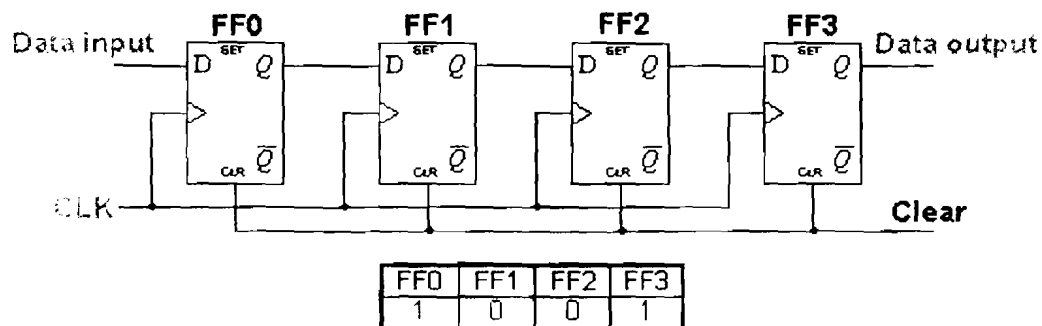 FF0 FF1 FF2 FF3
Data input SET SET SET SET Data output
D Q D Q D Q D Q
Q̅ Q̅ Q̅ Q̅
CLR CLR CLR CLR
CLK Clear
FF0 FF1 FF2 FF3
1 0 0 1